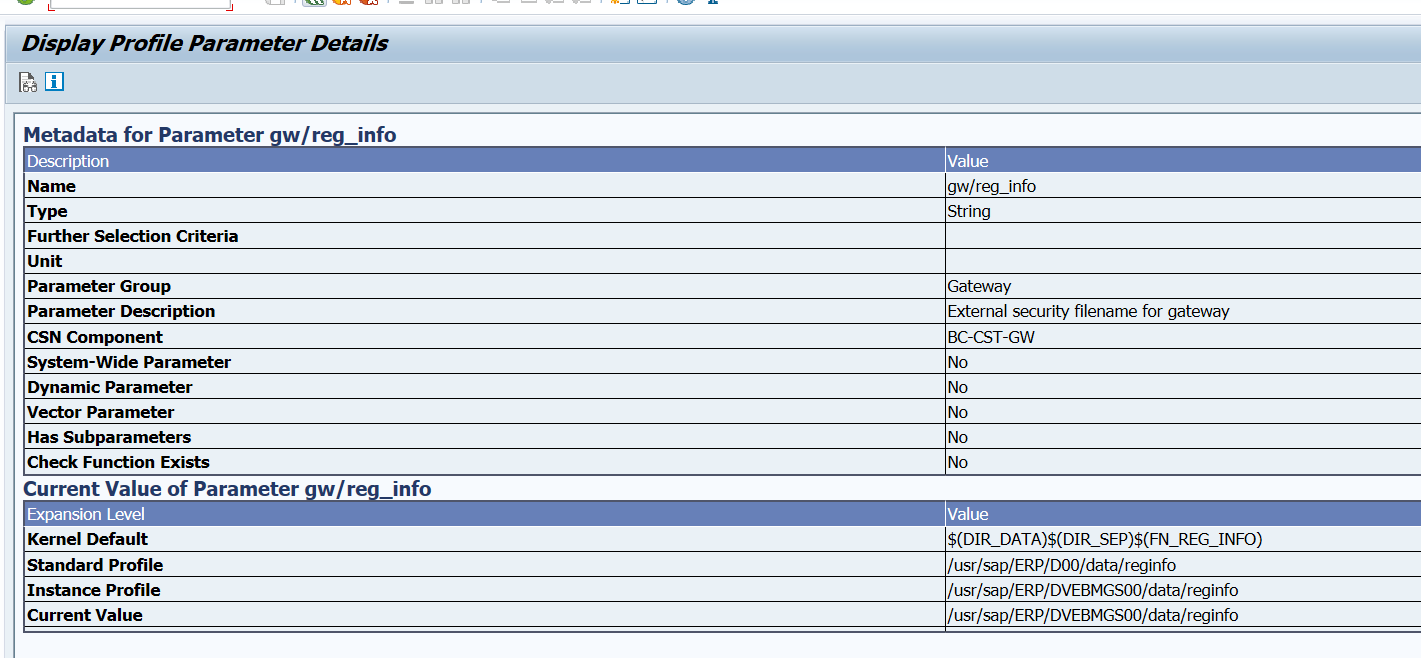 Display Profile Parameter Details
Metadata for Parameter gw/reg_info
Description Value
Name gw/reg_info
Type String
Further Selection Criteria
Unit
Parameter Group Gateway
Parameter Description External security filename for gateway
CSN Component BC-CST-GW
System-Wide Parameter No
Dynamic Parameter No
Vector Parameter No
Has Subparameters No
Check Function Exists No
Current Value of Parameter gw/reg_info
Expansion Level Value
Kernel Default $(DIR_DATA)$(DIR_SEP)$(FN_REG_INFO)
Standard Profile /usr/sap/ERP/D00/data/reginfo
Instance Profile /usr/sap/ERP/DVEBMGS00/data/reginfo
Current Value /usr/sap/ERP/DVEBMGS00/data/reginfo